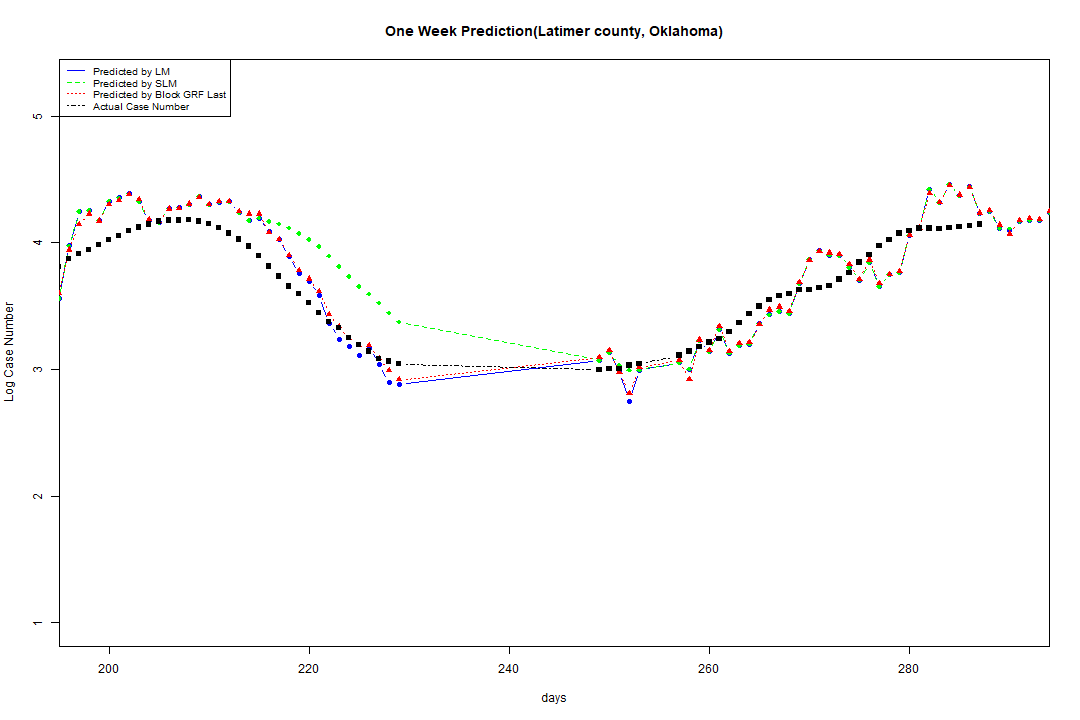 One Week Prediction(Latimer county, Oklahoma)
Predicted by LM
Predicted by SLM
Predicted by Block GRF Last
Actual Case Number
5
4
3
2
1
Log Case Number
200 220 240 260 280
days